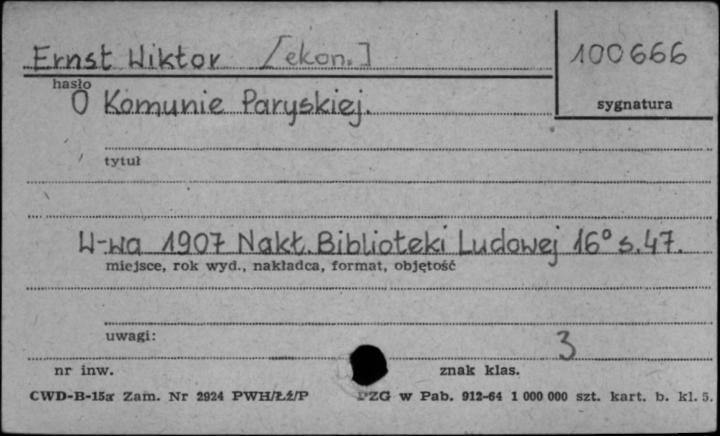 Ernst Wiktor [ekon.] 100666
hasło
sygnatura
O Komunie Paryskiej.
tytuł
W-wa 1907 Nakł. Biblioteki Ludowej 16° s. 47.
miejsce, rok wyd., nakładca, format, objętość
uwagi:
3
nr inw. znak klas.
CWD-B-15a Zam. Nr 2924 PWH/Łź/P PZG w Pab. 912-64 1 000 000 szt. kart. b. kl. 5.